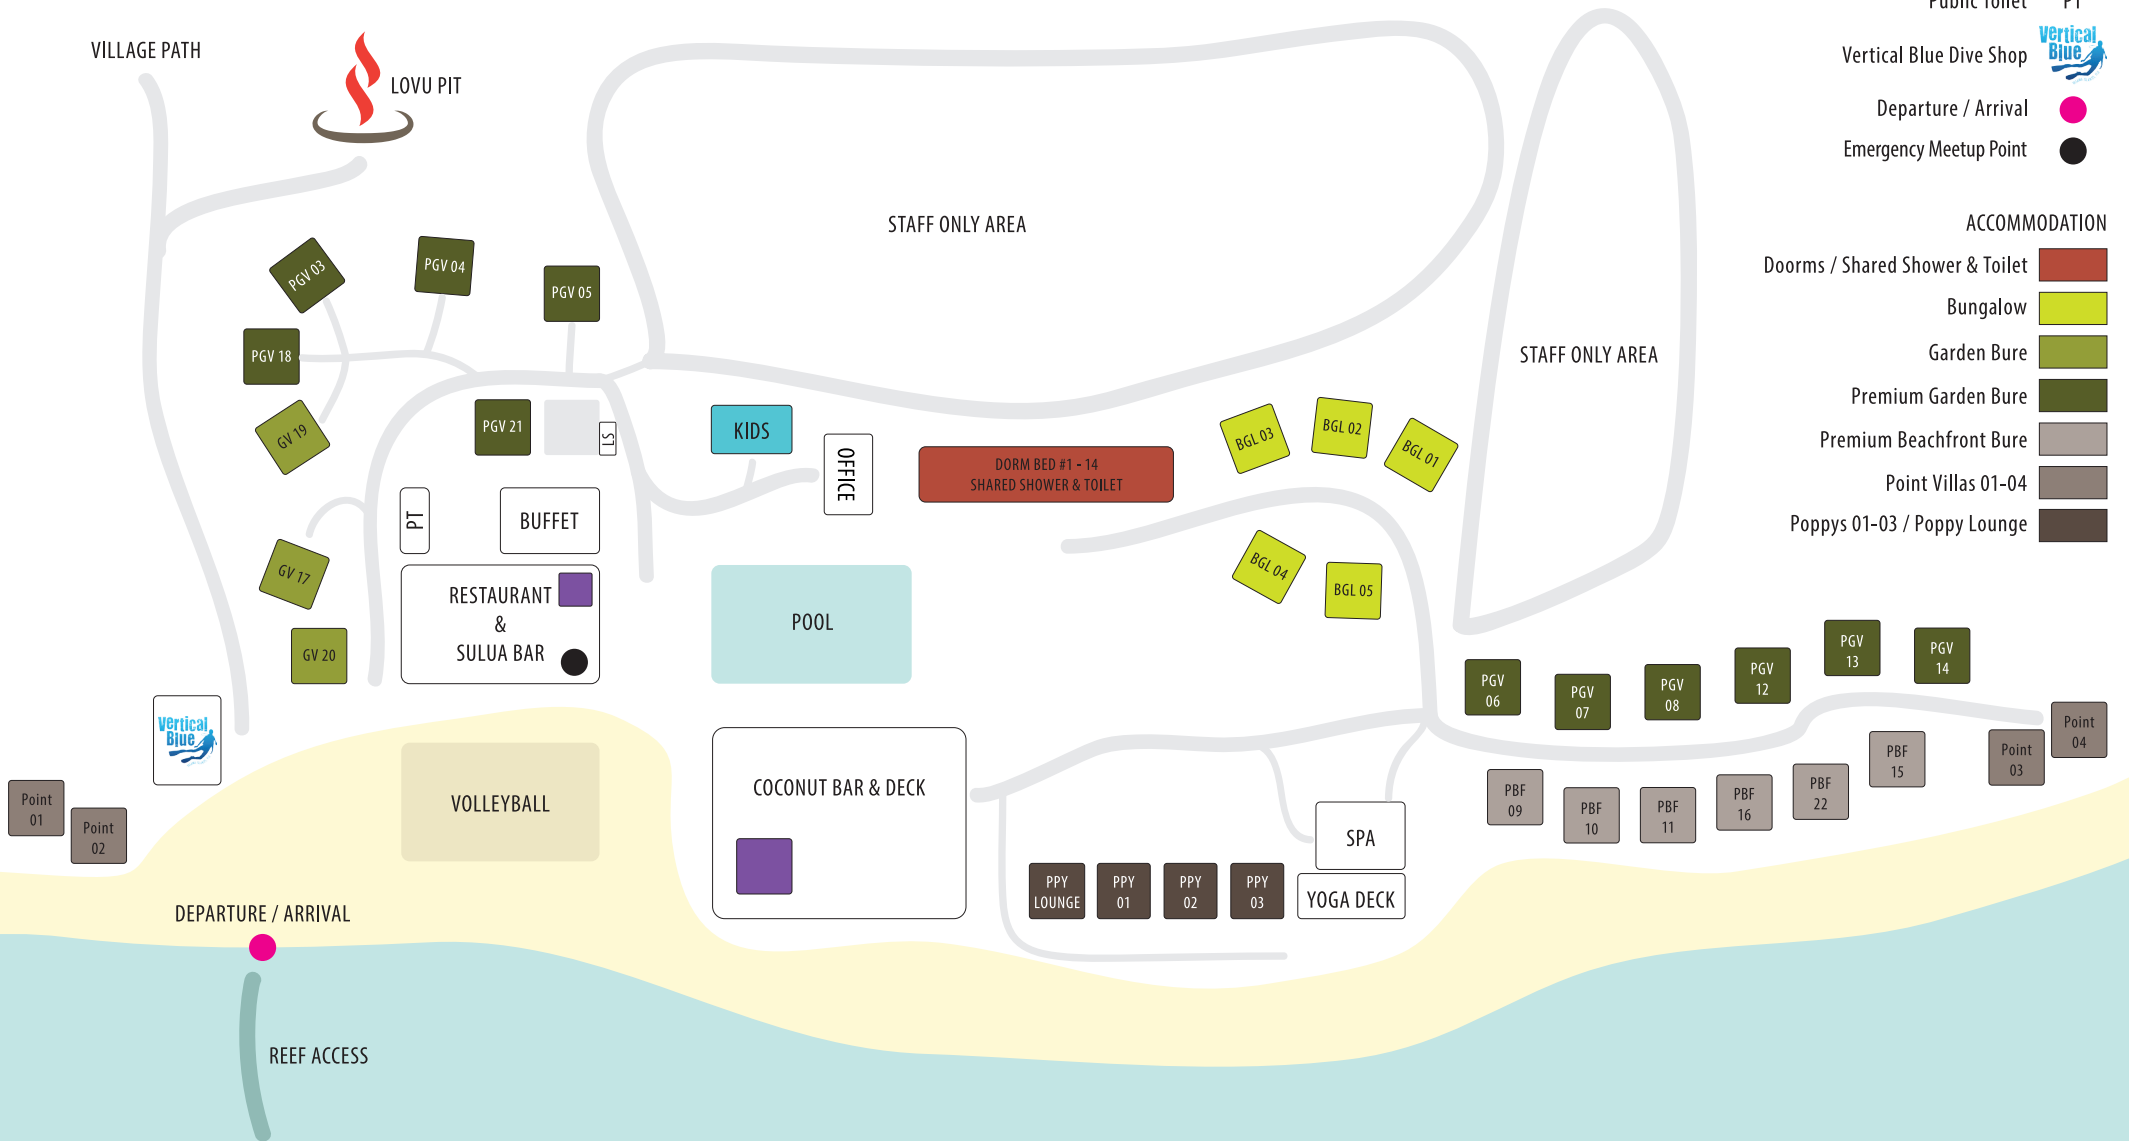 Public Toilet PT
VILLAGE PATH
Vertical Blue Dive Shop
Vertical
Blue
LOVU PIT
Departure / Arrival
Emergency Meetup Point
STAFF ONLY AREA
ACCOMMODATION
Doorms / Shared Shower & Toilet
Bungalow
Garden Bure
Premium Garden Bure
Premium Beachfront Bure
Point Villas 01-04
Poppys 01-03 / Poppy Lounge
PGV 03
PGV 04
PGV 05
PGV 18
STAFF ONLY AREA
GV 19
PGV 21
LS
KIDS
OFFICE
DORM BED #1 - 14
SHARED SHOWER & TOILET
BGL 03
BGL 02
BGL 01
PT
BUFFET
GV 17
RESTAURANT
&
SULUA BAR
POOL
BGL 04
BGL 05
GV 20
PGV
06
PGV
07
PGV
08
PGV
12
PGV
13
PGV
14
Vertical
Blue
Point
01
Point
02
VOLLEYBALL
COCONUT BAR & DECK
SPA
YOGA DECK
PPY
LOUNGE
PPY
01
PPY
02
PPY
03
PBF
09
PBF
10
PBF
11
PBF
16
PBF
22
PBF
15
Point
03
Point
04
DEPARTURE / ARRIVAL
REEF ACCESS